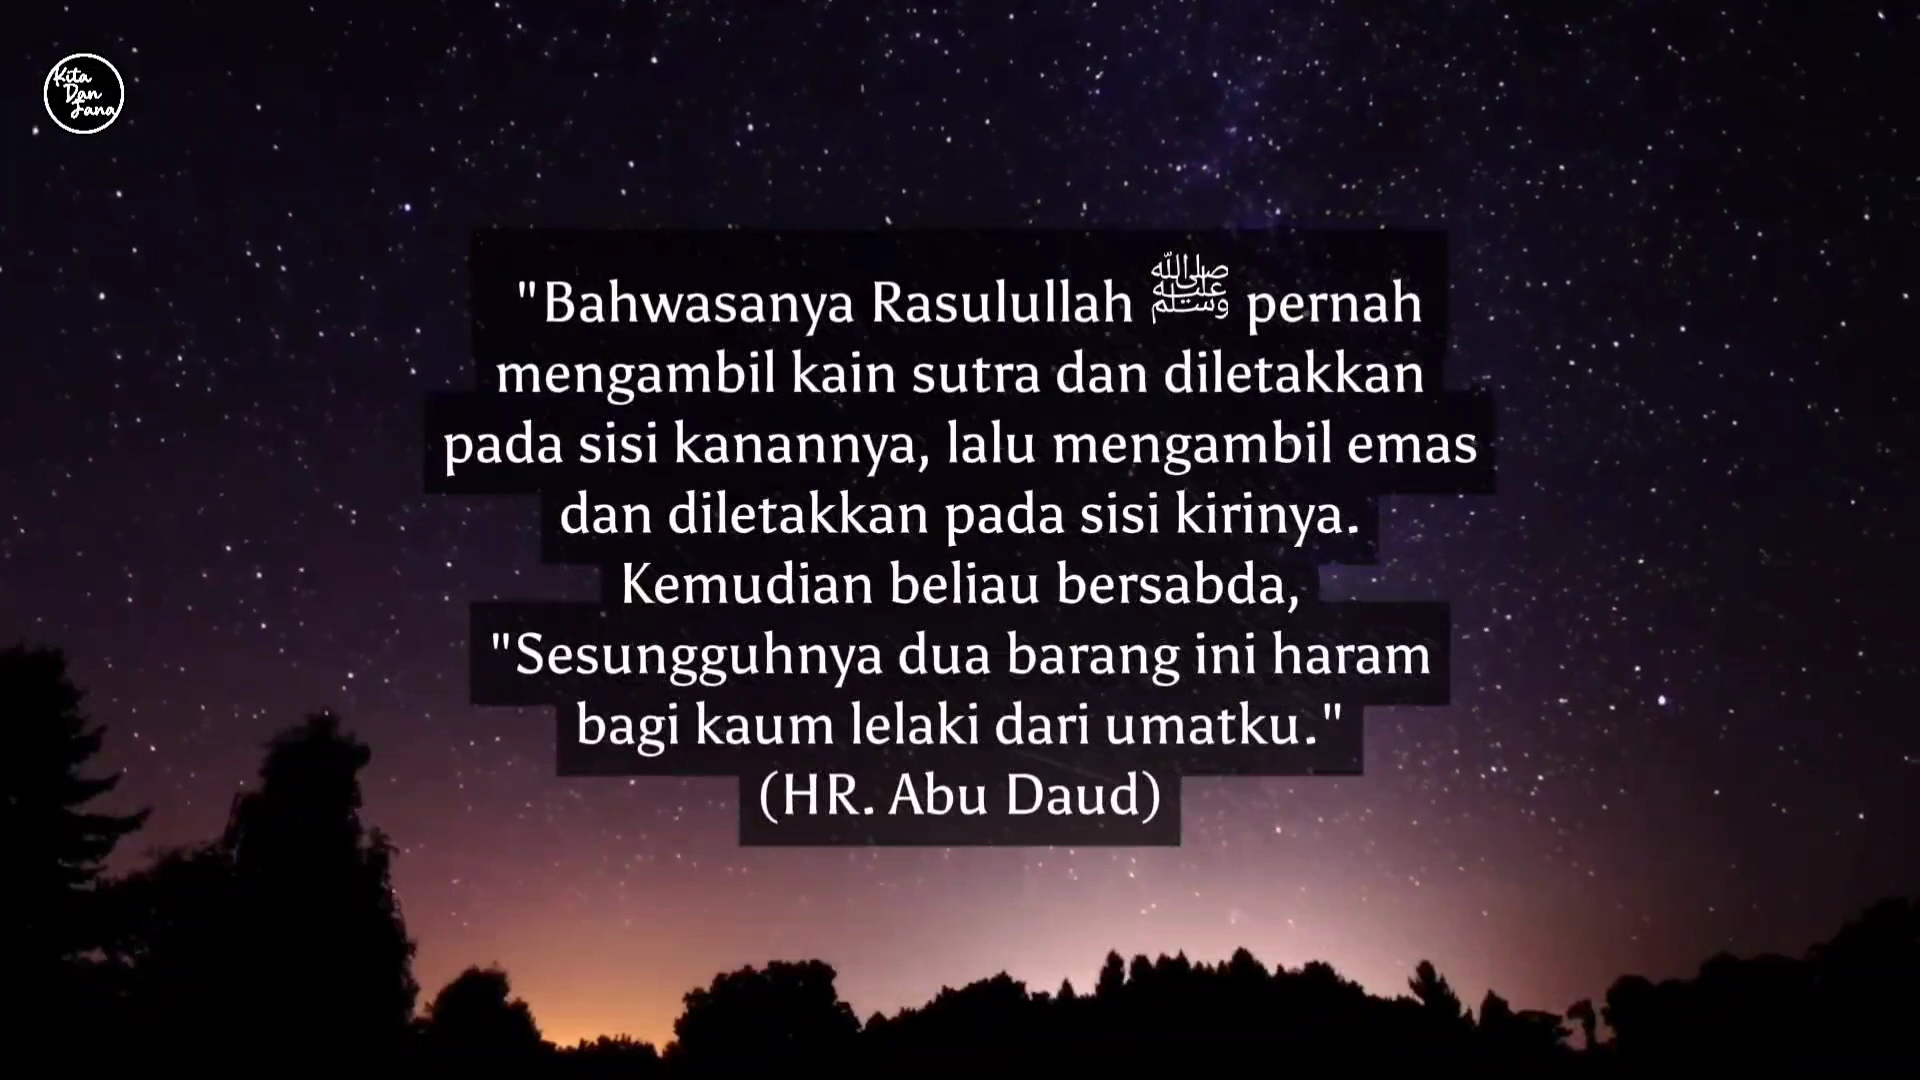 Kita
Dan
Fana
"Bahwasanya Rasulullah ﷺ pernah
mengambil kain sutra dan diletakkan
pada sisi kanannya, lalu mengambil emas
dan diletakkan pada sisi kirinya.
Kemudian beliau bersabda,
"Sesungguhnya dua barang ini haram
bagi kaum lelaki dari umatku."
(HR. Abu Daud)